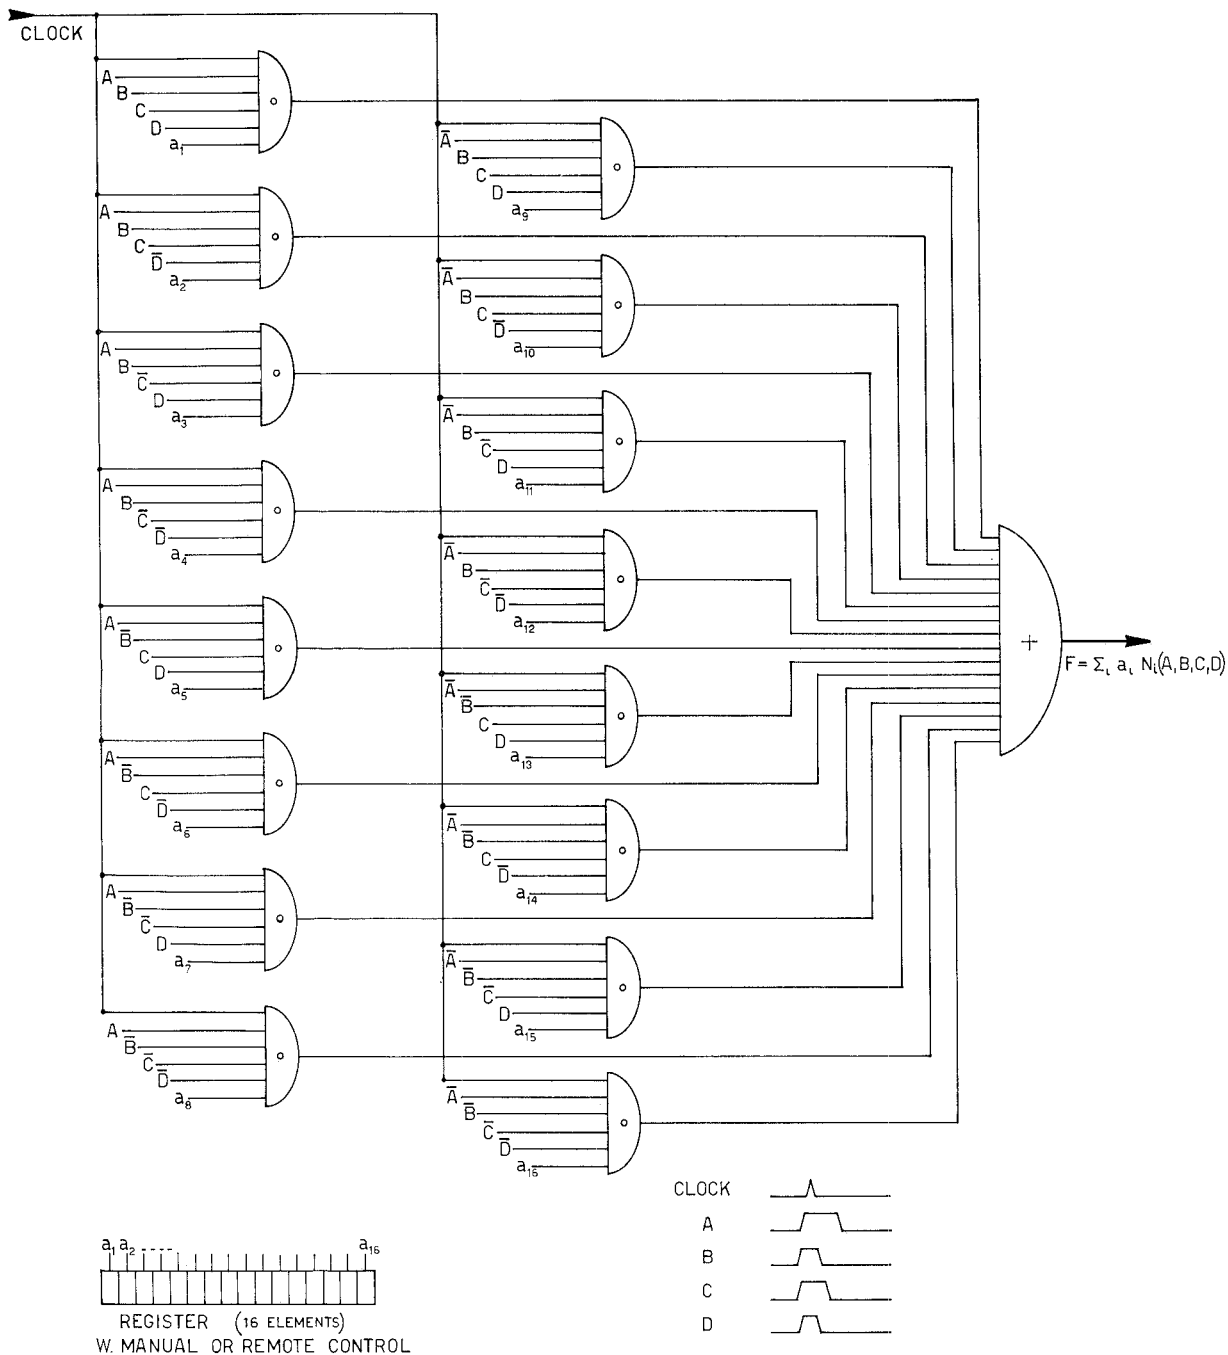 CLOCK
A
B
C
D
a₁
A
B
C
D̅
a₂
A
B
C̅
D
a₃
A
B
C̅
D̅
a₄
A
B̅
C
D
a₅
A
B̅
C
D̅
a₆
A
B̅
C̅
D
a₇
A
B̅
C̅
D̅
a₈
A̅
B
C
D
a₉
A̅
B
C
D̅
a₁₀
A̅
B
C̅
D
a₁₁
A̅
B
C̅
D̅
a₁₂
A̅
B̅
C
D
a₁₃
A̅
B̅
C
D̅
a₁₄
A̅
B̅
C̅
D
a₁₅
A̅
B̅
C̅
D̅
a₁₆
+
F = Σᵢ aᵢ Nᵢ(A,B,C,D)
CLOCK
A
B
C
D
a₁ a₂ ----- a₁₆
REGISTER (16 ELEMENTS)
W. MANUAL OR REMOTE CONTROL